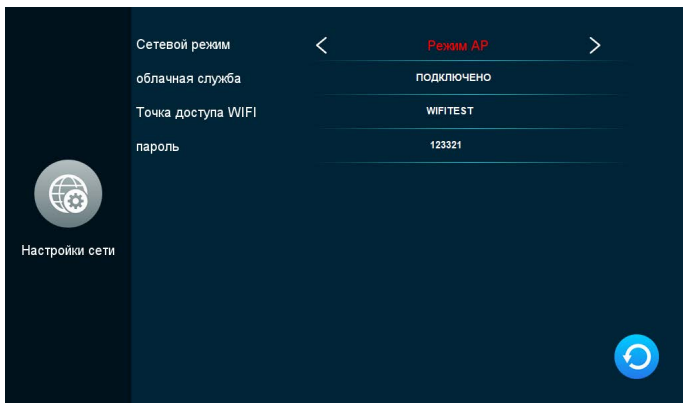 Сетевой режим Режим AP
облачная служба ПОДКЛЮЧЕНО
Точка доступа WIFI WIFITEST
пароль 123321
Настройки сети